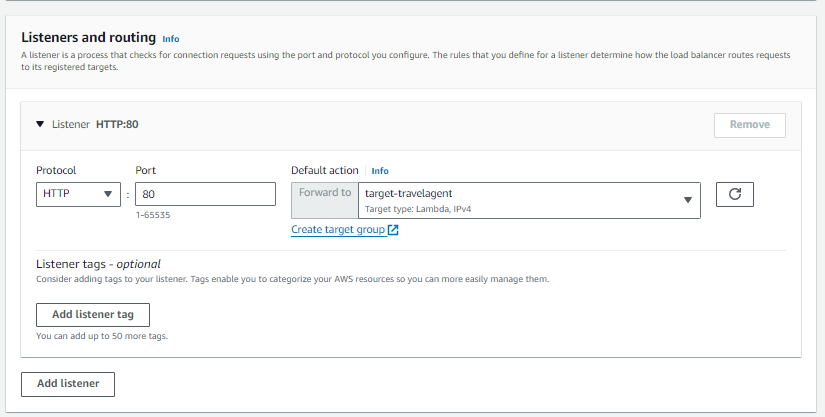 Listeners and routing Info
A listener is a process that checks for connection requests using the port and protocol you configure. The rules that you define for a listener determine how the load balancer routes requests
to its registered targets.
Listener HTTP:80
Remove
Protocol Port Default action Info
HTTP : 80 Forward to target-travelagent
Target type: Lambda, IPv4
1-65535 Create target group
Listener tags - optional
Consider adding tags to your listener. Tags enable you to categorize your AWS resources so you can more easily manage them.
Add listener tag
You can add up to 50 more tags.
Add listener